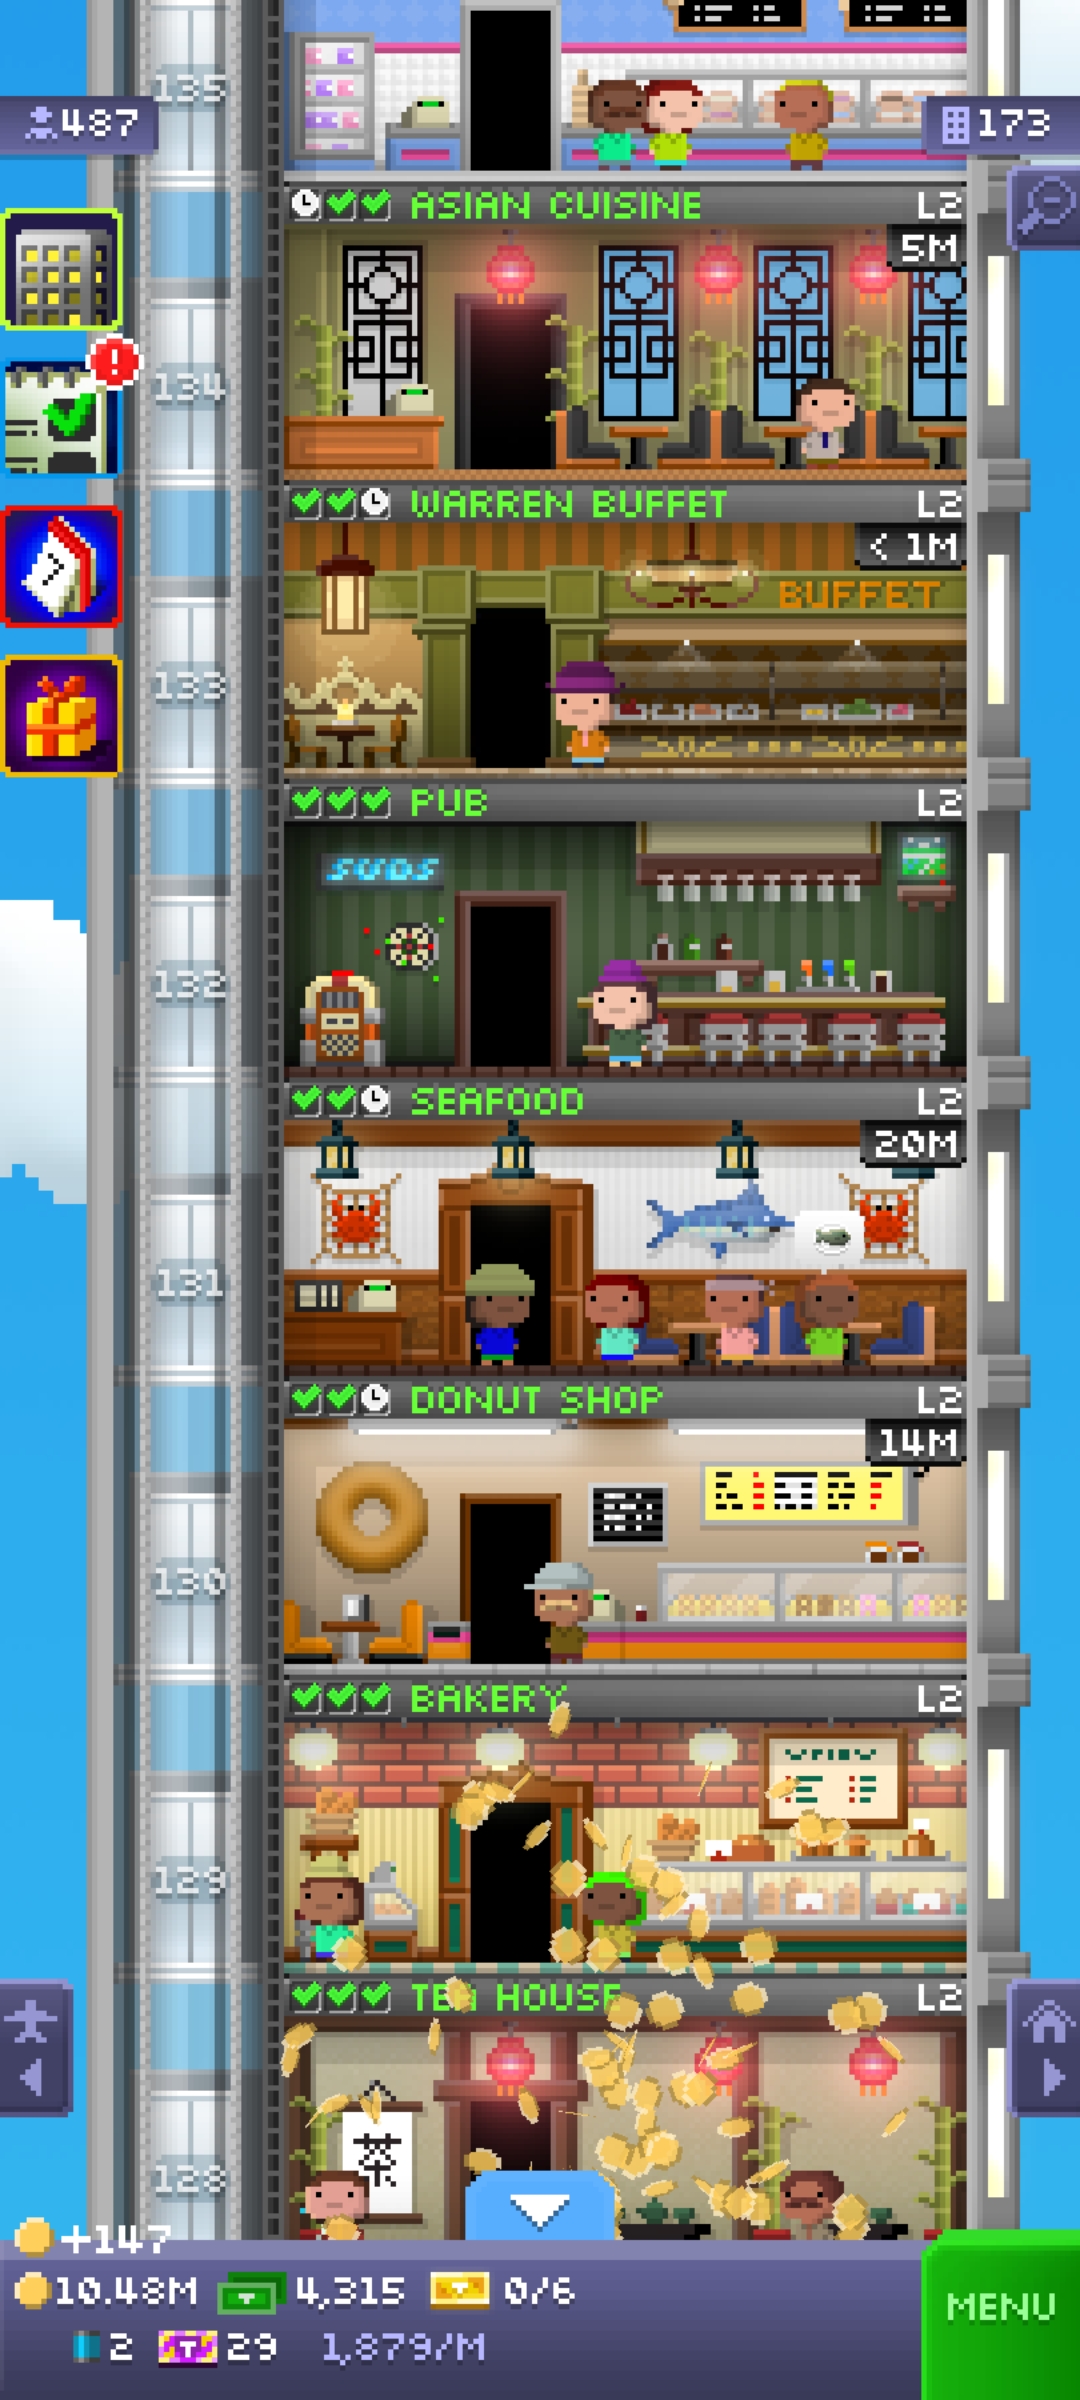 135
487
173
ASIAN CUISINE L2
5M
134
WARREN BUFFET L2
< 1M
BUFFET
133
PUB L2
SUDS
132
SEAFOOD L2
20M
131
DONUT SHOP L2
14M
130
BAKERY L2
129
TEA HOUSE L2
茶
128
+147
10.48M 4,315 0/6
MENU
2 29 1,879/M